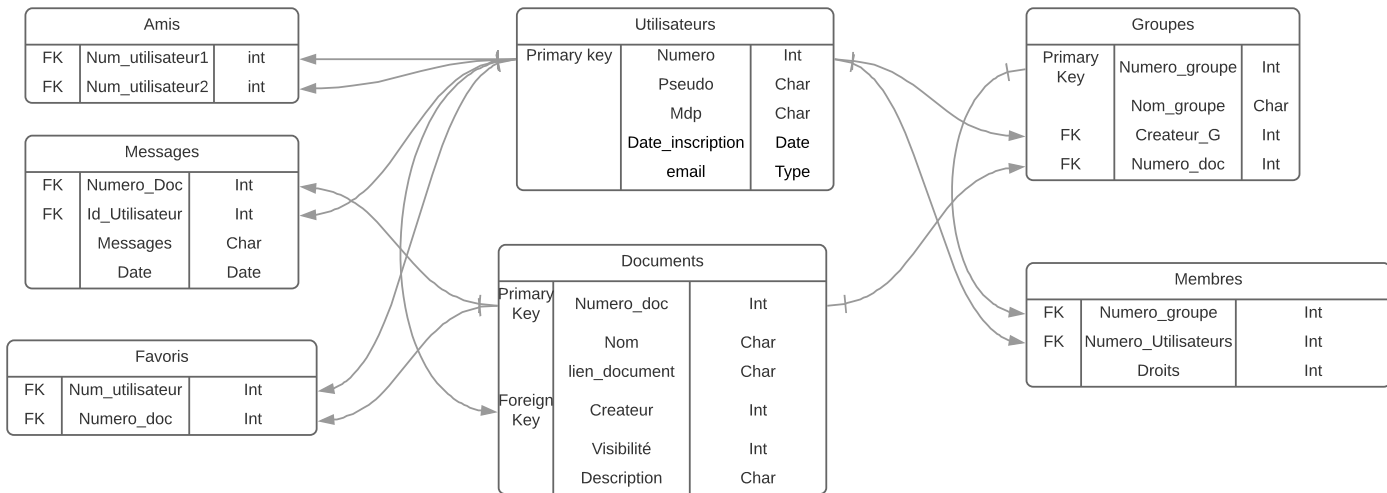 Amis
FK Num_utilisateur1 int
FK Num_utilisateur2 int
Messages
FK Numero_Doc Int
FK Id_Utilisateur Int
Messages Char
Date Date
Favoris
FK Num_utilisateur Int
FK Numero_doc Int
Utilisateurs
Primary key Numero Int
Pseudo Char
Mdp Char
Date_inscription Date
email Type
Documents
Primary
Key Numero_doc Int
Nom Char
lien_document Char
Foreign
Key Createur Int
Visibilité Int
Description Char
Groupes
Primary
Key Numero_groupe Int
Nom_groupe Char
FK Createur_G Int
FK Numero_doc Int
Membres
FK Numero_groupe Int
FK Numero_Utilisateurs Int
Droits Int